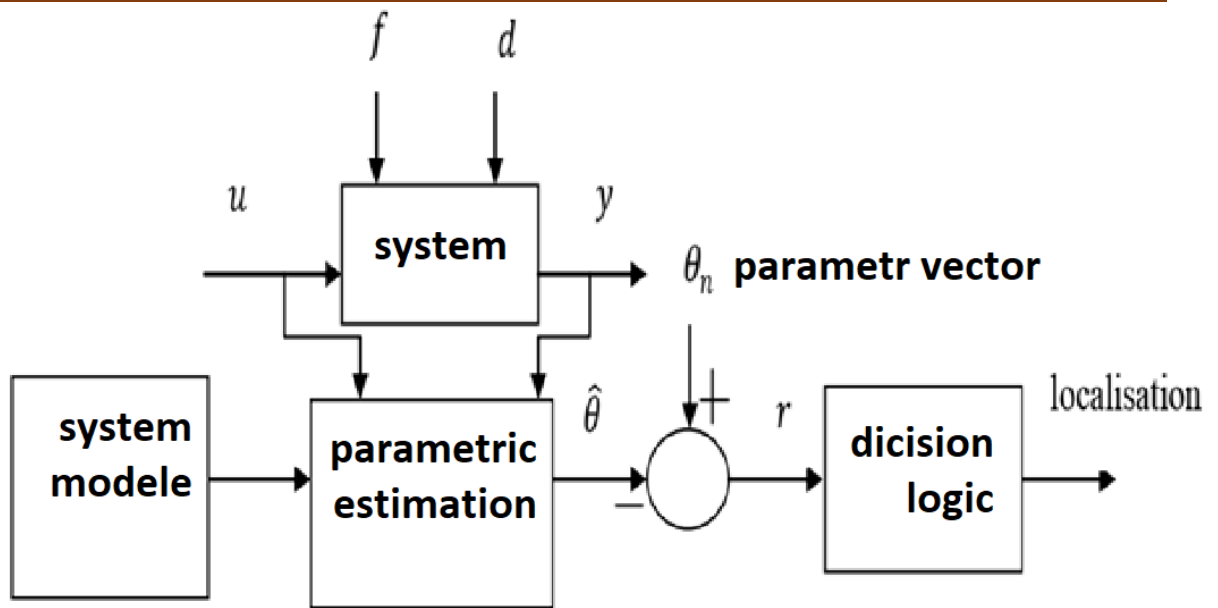 f
d
u
system
y
θₙ parametr vector
system
modele
parametric
estimation
θ̂
+
−
r
dicision
logic
localisation